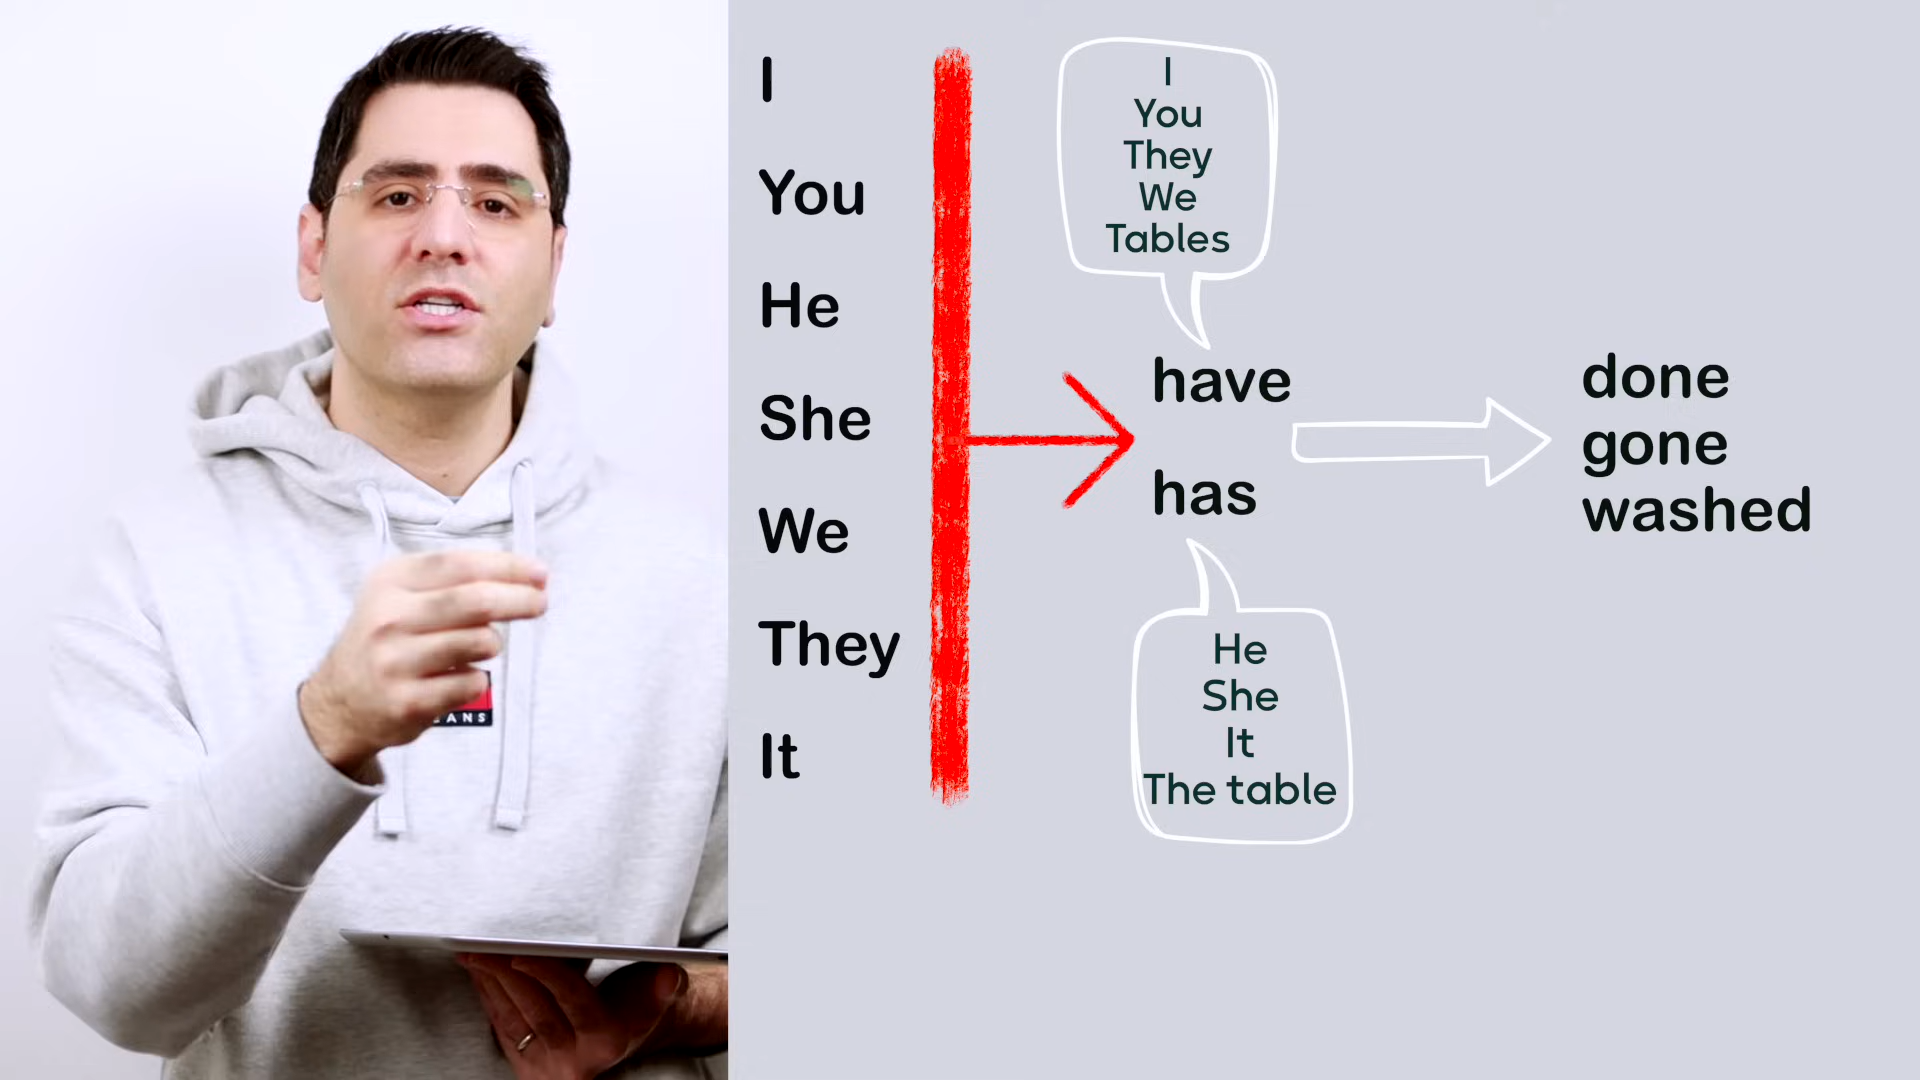 I
You
He
She
We
They
It
I
You
They
We
Tables
have
has
He
She
It
The table
done
gone
washed
EANS